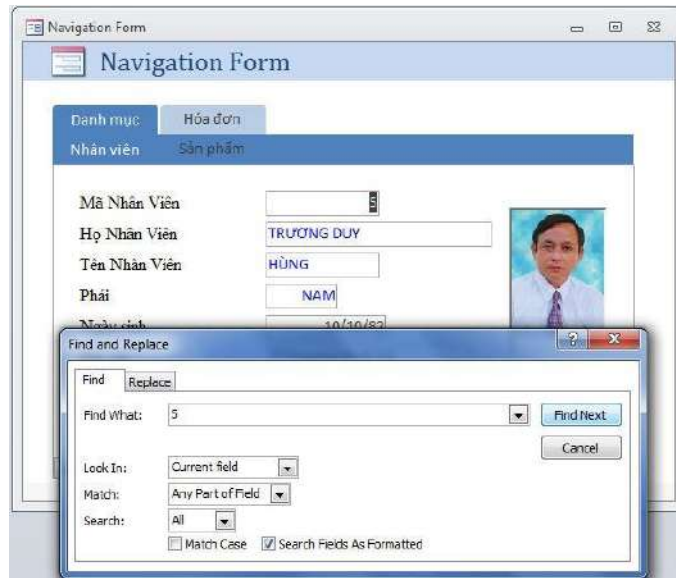 Navigation Form
Navigation Form
Danh mục Hóa đơn
Nhân viên Sản phẩm
Mã Nhân Viên 5
Họ Nhân Viên TRƯƠNG DUY
Tên Nhân Viên HÙNG
Phái NAM
Ngày sinh 10/10/82
Find and Replace
Find Replace
Find What: 5 Find Next
Cancel
Look In: Current field
Match: Any Part of Field
Search: All
Match Case Search Fields As Formatted